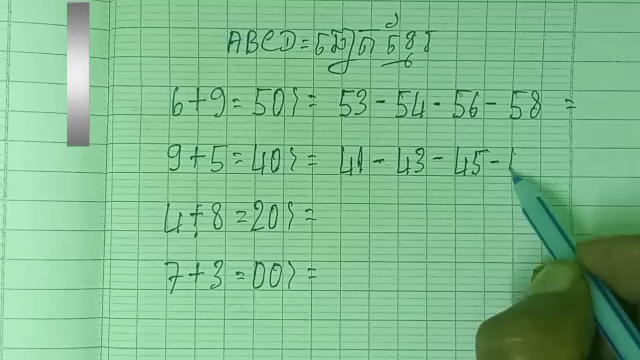 ABCD =
6+9 = 50} = 53 - 54 - 56 - 58 =
9+5 = 40} = 41 - 43 - 45 -
4+8 = 20} =
7+3 = 00} =